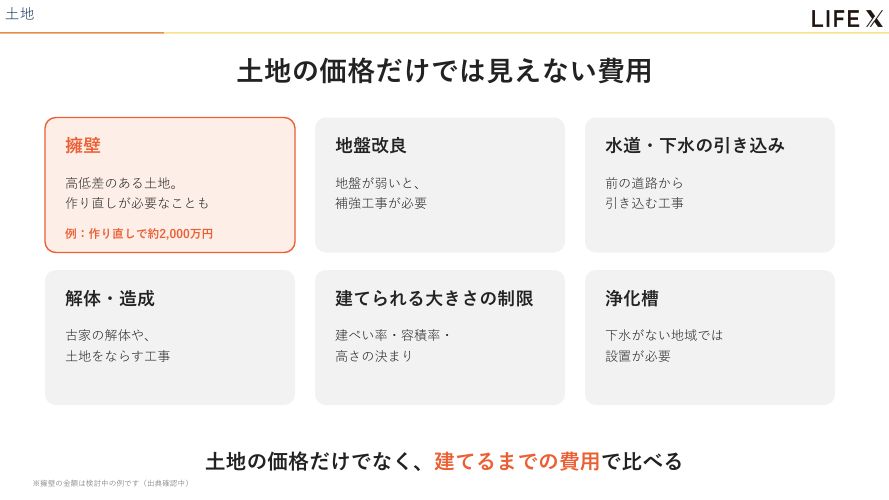 土地
LIFE X
土地の価格だけでは見えない費用
擁壁
高低差のある土地。
作り直しが必要なことも
例：作り直しで約2,000万円
地盤改良
地盤が弱いと、
補強工事が必要
水道・下水の引き込み
前の道路から
引き込む工事
解体・造成
古家の解体や、
土地をならす工事
建てられる大きさの制限
建ぺい率・容積率・
高さの決まり
浄化槽
下水がない地域では
設置が必要
土地の価格だけでなく、建てるまでの費用で比べる
※擁壁の金額は検討中の例です（出典確認中）